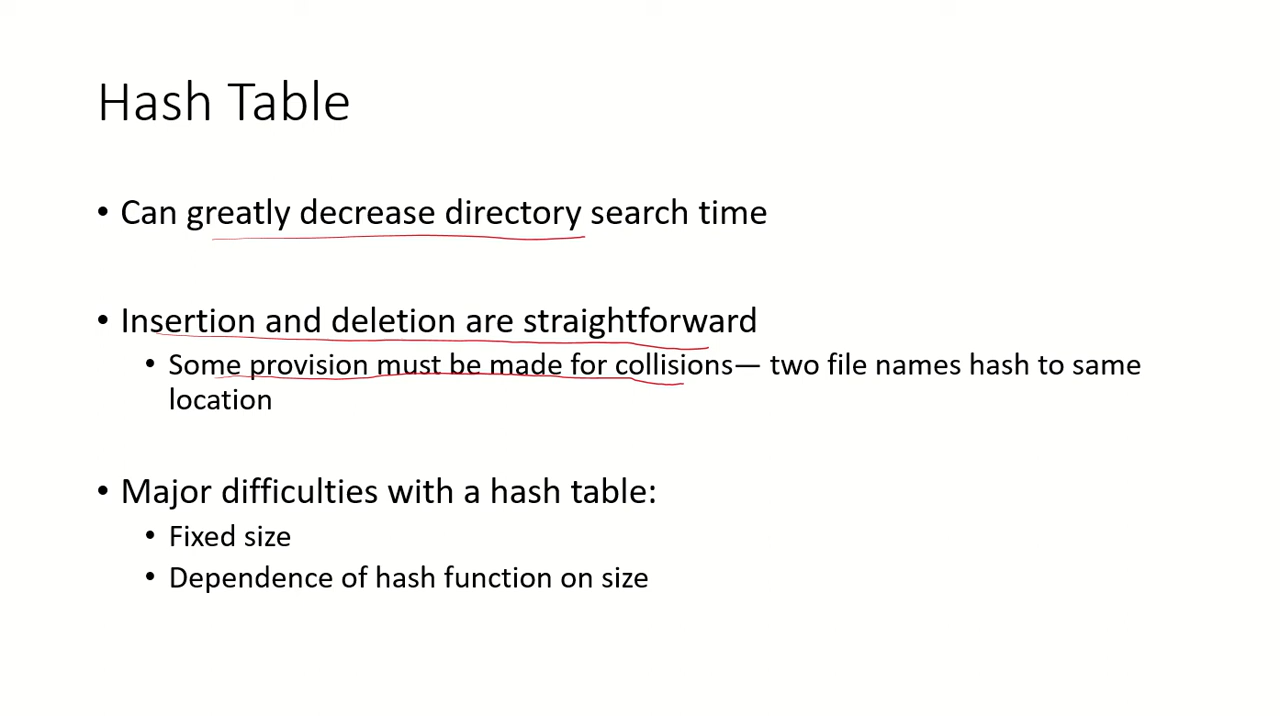 Hash Table
• Can greatly decrease directory search time
• Insertion and deletion are straightforward
• Some provision must be made for collisions— two file names hash to same
location
• Major difficulties with a hash table:
• Fixed size
• Dependence of hash function on size